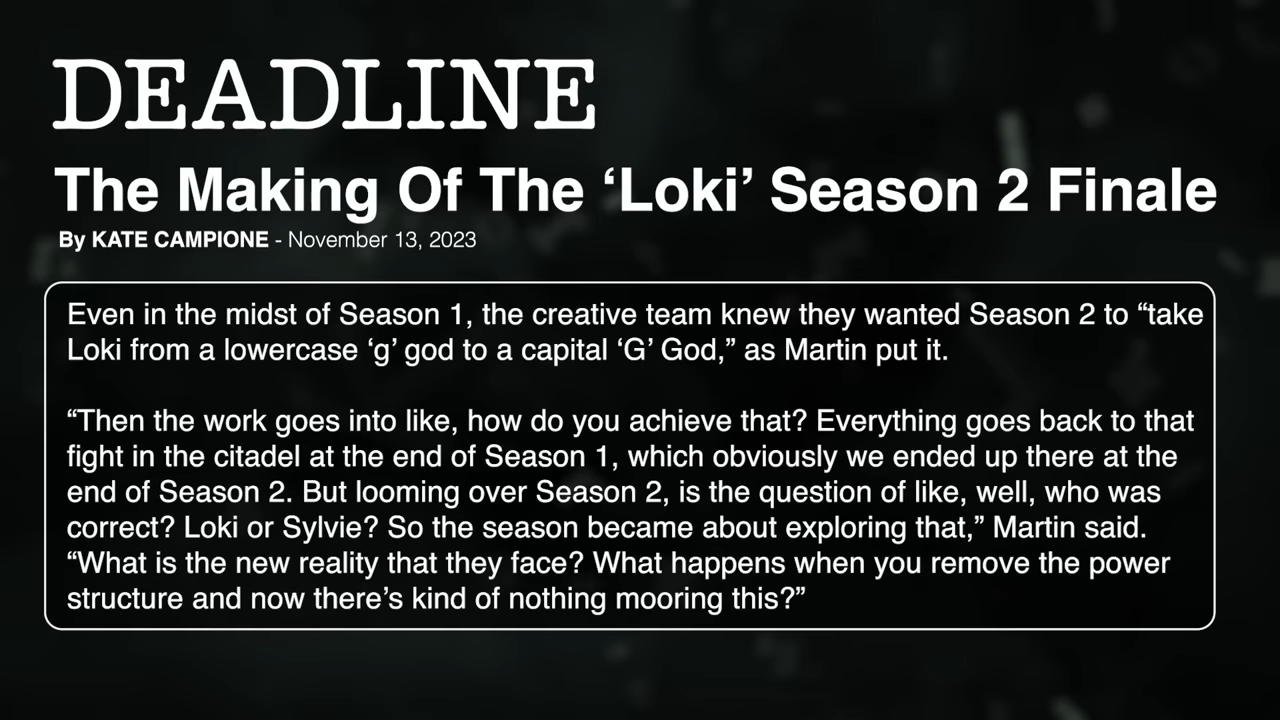 DEADLINE
The Making Of The ‘Loki’ Season 2 Finale
By KATE CAMPIONE - November 13, 2023
Even in the midst of Season 1, the creative team knew they wanted Season 2 to “take
Loki from a lowercase ‘g’ god to a capital ‘G’ God,” as Martin put it.
“Then the work goes into like, how do you achieve that? Everything goes back to that
fight in the citadel at the end of Season 1, which obviously we ended up there at the
end of Season 2. But looming over Season 2, is the question of like, well, who was
correct? Loki or Sylvie? So the season became about exploring that,” Martin said.
“What is the new reality that they face? What happens when you remove the power
structure and now there’s kind of nothing mooring this?”